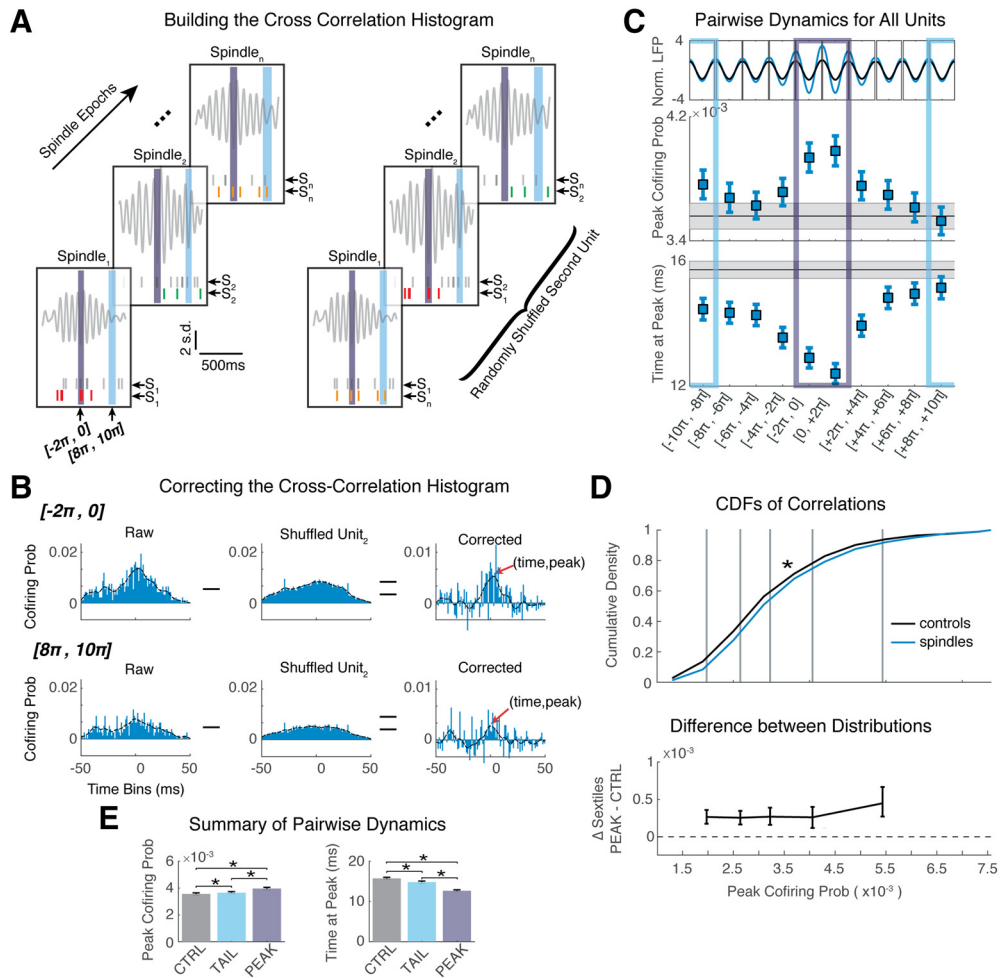 A
Building the Cross Correlation Histogram
Spindle Epochs
Spindleₙ
Sₙ
Sₙ
Spindle₂
S₂
S₂
Spindle₁
S₁
S₁
[-2π , 0]
[8π , 10π]
2 s.d.
500ms
Spindleₙ
Sₙ
S₂
Spindle₂
S₂
S₁
Spindle₁
S₁
Sₙ
Randomly Shuffled Second Unit
B
Correcting the Cross-Correlation Histogram
[-2π , 0]
Raw
Shuffled Unit₂
Corrected
Cofiring Prob
0.02
0
0.02
0
0.01
0
(time,peak)
[8π , 10π]
Raw
Shuffled Unit₂
Corrected
Cofiring Prob
0.02
0
0.02
0
0.01
0
(time,peak)
-50 0 50
-50 0 50
-50 0 50
Time Bins (ms)
C
Pairwise Dynamics for All Units
Norm. LFP
4
-4
×10⁻³
Peak Cofiring Prob
4.2
3.4
Time at Peak (ms)
16
12
[-10π , -8π]
[-8π , -6π]
[-6π , -4π]
[-4π , -2π]
[-2π , 0]
[0, +2π]
[+2π , +4π]
[+4π , +6π]
[+6π , +8π]
[+8π , +10π]
D
CDFs of Correlations
Cumulative Density
1
0.8
0.6
0.4
0.2
0
*
controls
spindles
Difference between Distributions
×10⁻³
Δ Sextiles
PEAK - CTRL
1
0.5
0
1.5 2.5 3.5 4.5 5.5 6.5 7.5
Peak Cofiring Prob ( x10⁻³)
E
Summary of Pairwise Dynamics
Peak Cofiring Prob
×10⁻³
6
4
2
0
* * *
CTRL
TAIL
PEAK
Time at Peak (ms)
20
10
0
* * *
CTRL
TAIL
PEAK